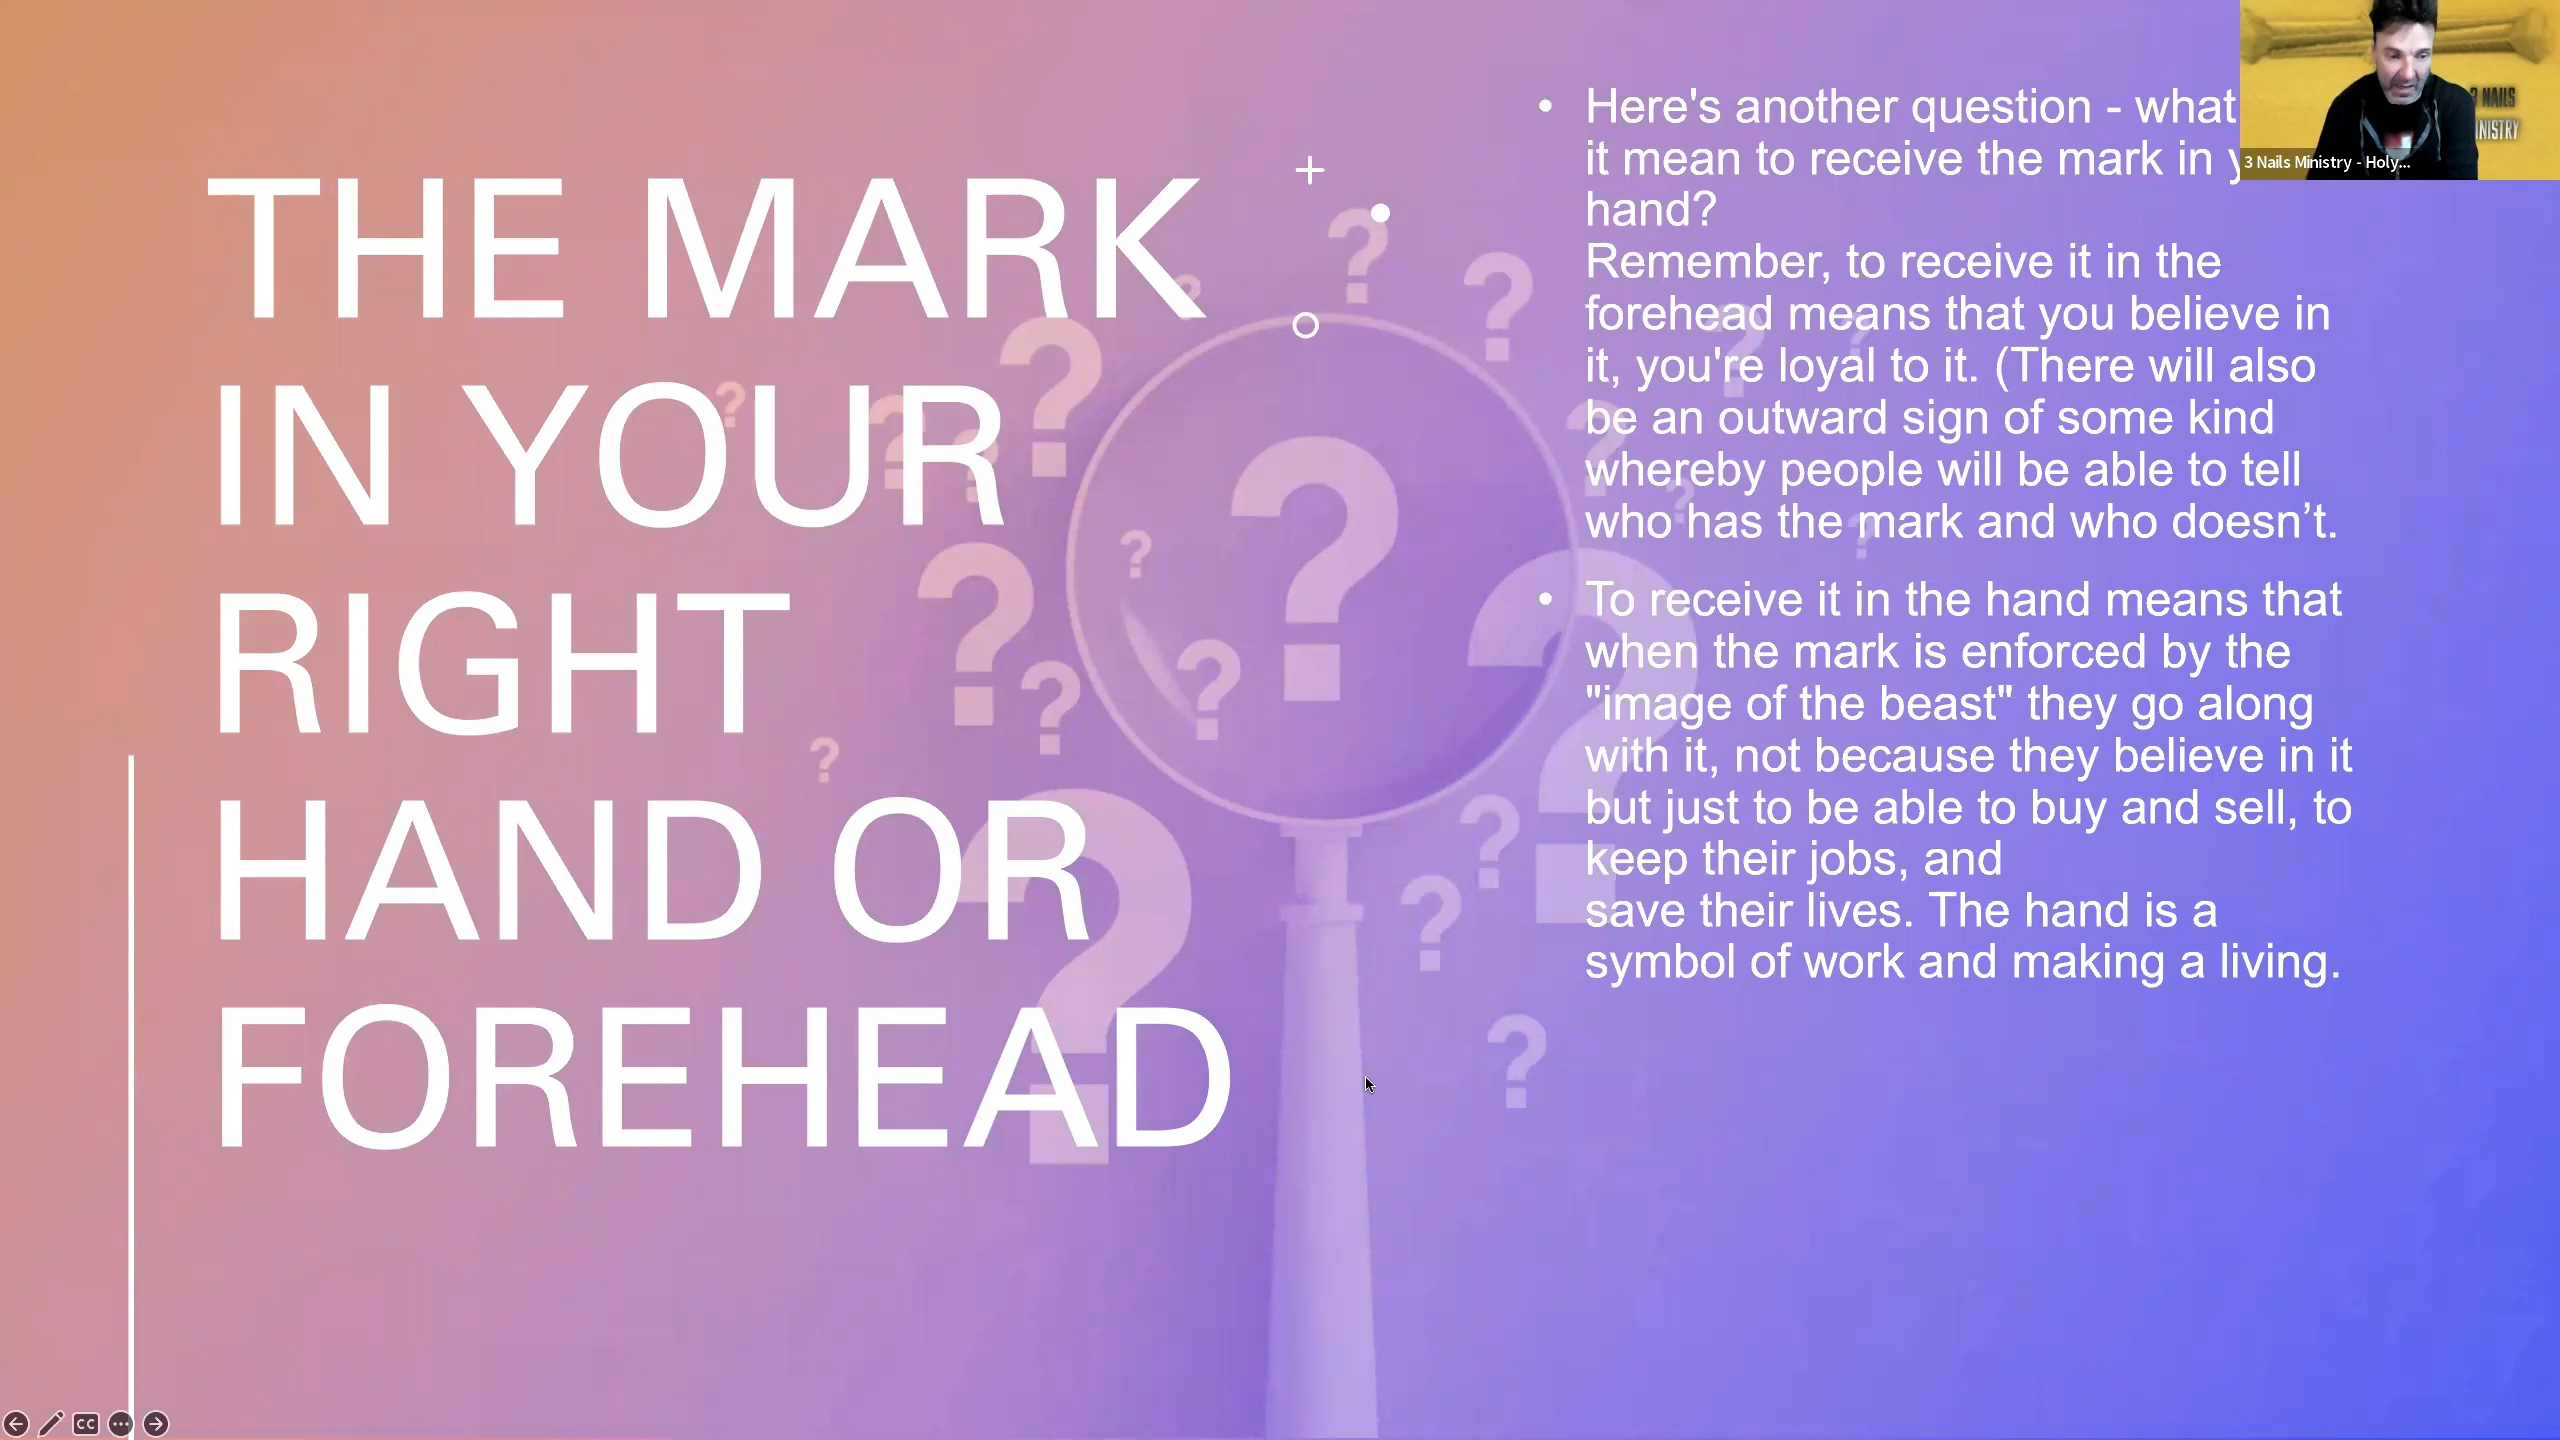 THE MARK
IN YOUR
RIGHT
HAND OR
FOREHEAD
Here's another question - what
it mean to receive the mark in
hand?
Remember, to receive it in the
forehead means that you believe in
it, you're loyal to it. (There will also
be an outward sign of some kind
whereby people will be able to tell
who has the mark and who doesn’t.
To receive it in the hand means that
when the mark is enforced by the
"image of the beast" they go along
with it, not because they believe in it
but just to be able to buy and sell, to
keep their jobs, and
save their lives. The hand is a
symbol of work and making a living.
3 NAILS
MINISTRY
3 Nails Ministry - Holy...
CC